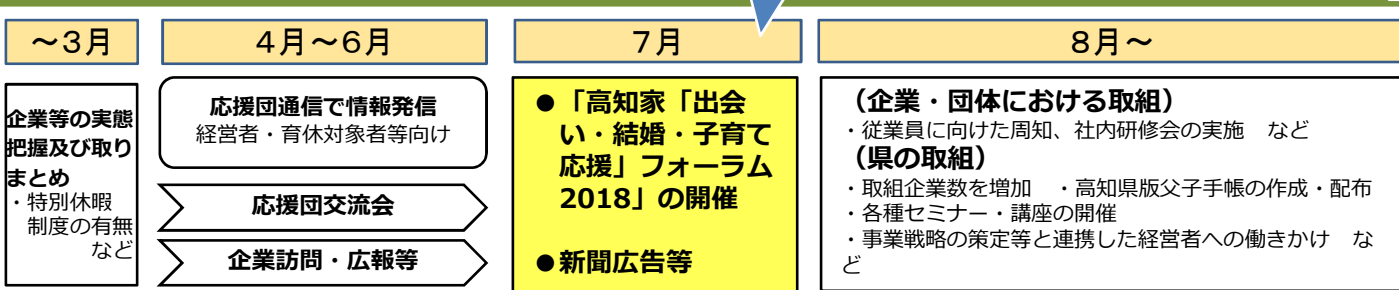 ～3月
4月～6月
7月
8月～
企業等の実態
把握及び取り
まとめ
・特別休暇
制度の有無
など
応援団通信で情報発信
経営者・育休対象者等向け
応援団交流会
企業訪問・広報等
●「高知家「出会
い・結婚・子育て
応援」フォーラム
2018」の開催
●新聞広告等
（企業・団体における取組）
・従業員に向けた周知、社内研修会の実施　など
（県の取組）
・取組企業数を増加　・高知県版父子手帳の作成・配布
・各種セミナー・講座の開催
・事業戦略の策定等と連携した経営者への働きかけ　な
ど